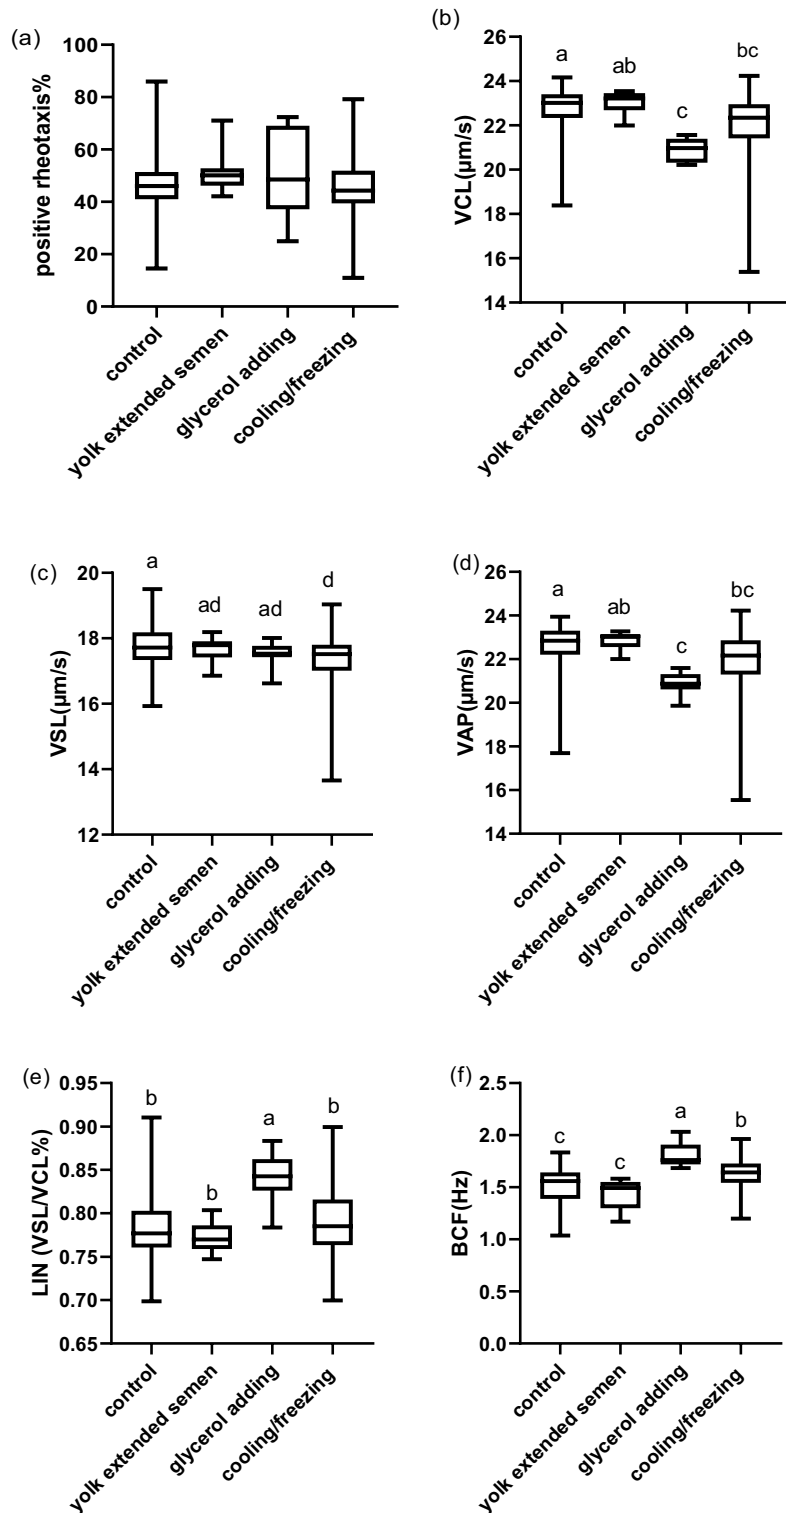 (a)
positive rheotaxis%
100
80
60
40
20
0
control
yolk extended semen
glycerol adding
cooling/freezing
(b)
VCL(µm/s)
26
24
22
20
18
16
14
a
ab
c
bc
control
yolk extended semen
glycerol adding
cooling/freezing
(c)
VSL(µm/s)
20
18
16
14
12
a
ad
ad
d
control
yolk extended semen
glycerol adding
cooling/freezing
(d)
VAP(µm/s)
26
24
22
20
18
16
14
a
ab
c
bc
control
yolk extended semen
glycerol adding
cooling/freezing
(e)
LIN (VSL/VCL%)
0.95
0.90
0.85
0.80
0.75
0.70
0.65
b
b
a
b
control
yolk extended semen
glycerol adding
cooling/freezing
(f)
BCF(Hz)
2.5
2.0
1.5
1.0
0.5
0.0
c
c
a
b
control
yolk extended semen
glycerol adding
cooling/freezing